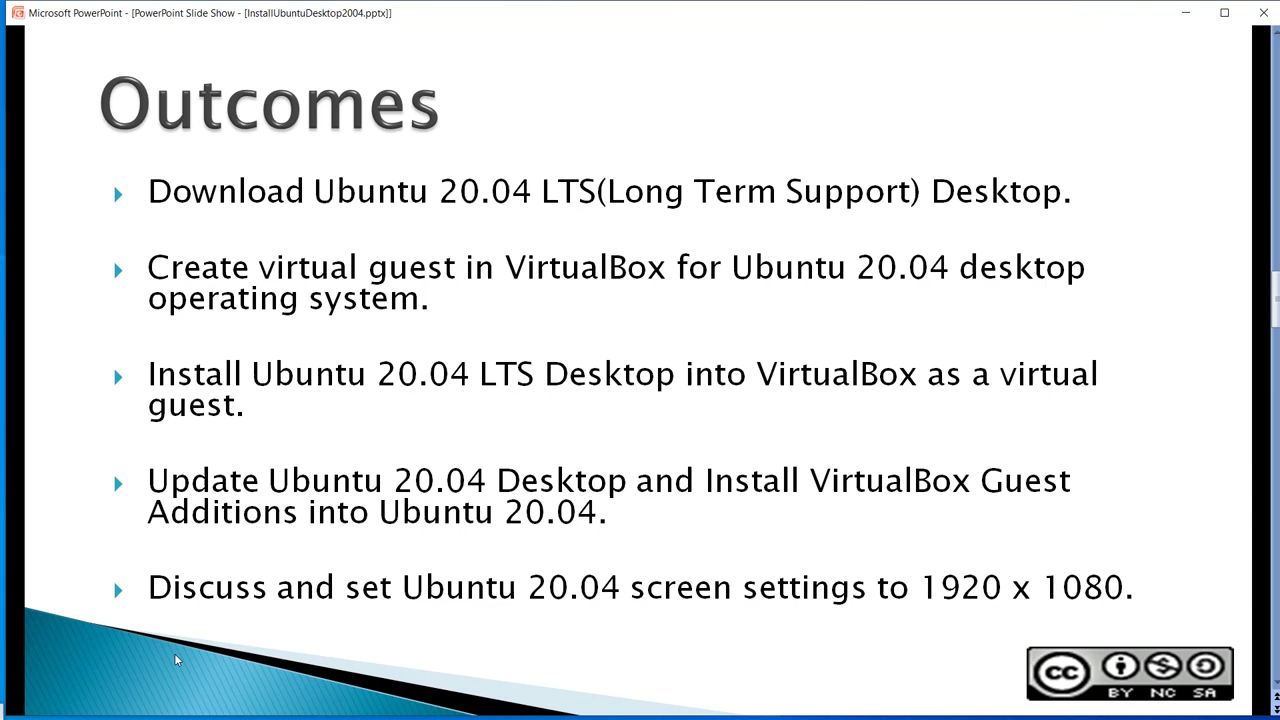 Microsoft PowerPoint - [PowerPoint Slide Show - [InstallUbuntuDesktop2004.pptx]]
Outcomes
Download Ubuntu 20.04 LTS(Long Term Support) Desktop.
Create virtual guest in VirtualBox for Ubuntu 20.04 desktop
operating system.
Install Ubuntu 20.04 LTS Desktop into VirtualBox as a virtual
guest.
Update Ubuntu 20.04 Desktop and Install VirtualBox Guest
Additions into Ubuntu 20.04.
Discuss and set Ubuntu 20.04 screen settings to 1920 x 1080.
cc
BY NC SA